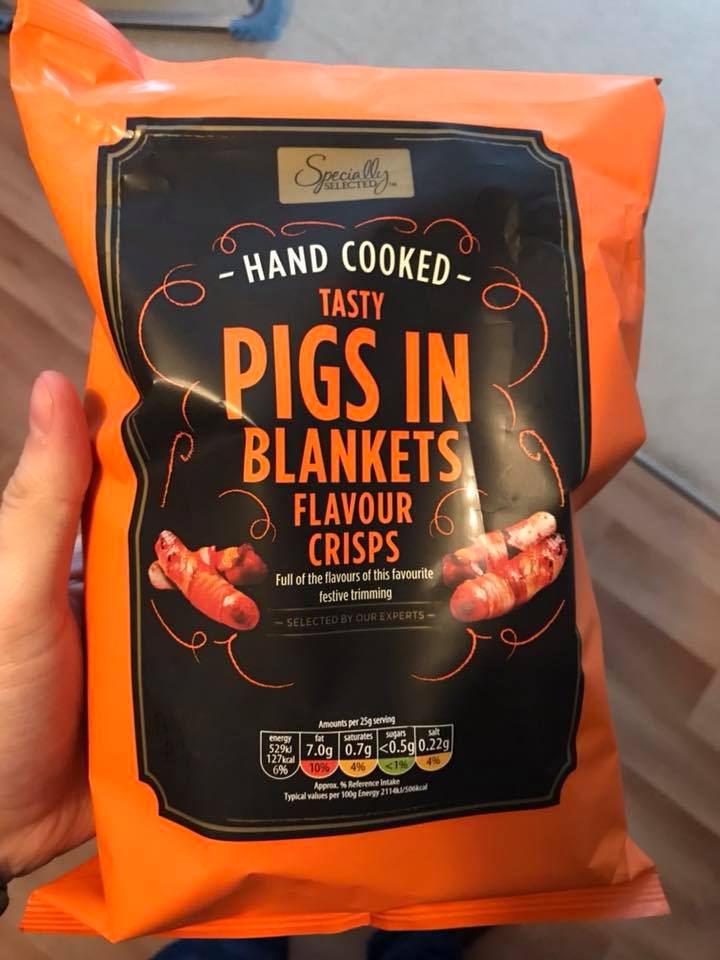 Specially
SELECTED™
- HAND COOKED -
TASTY
PIGS IN
BLANKETS
FLAVOUR
CRISPS
Full of the flavours of this favourite
festive trimming
- SELECTED BY OUR EXPERTS -
Amounts per 25g serving
energy fat saturates sugars salt
529kJ 7.0g 0.7g <0.5g 0.22g
127kcal
6% 10% 4% <1% 4%
Approx. % Reference Intake
Typical values per 100g Energy 2114kJ/506kcal